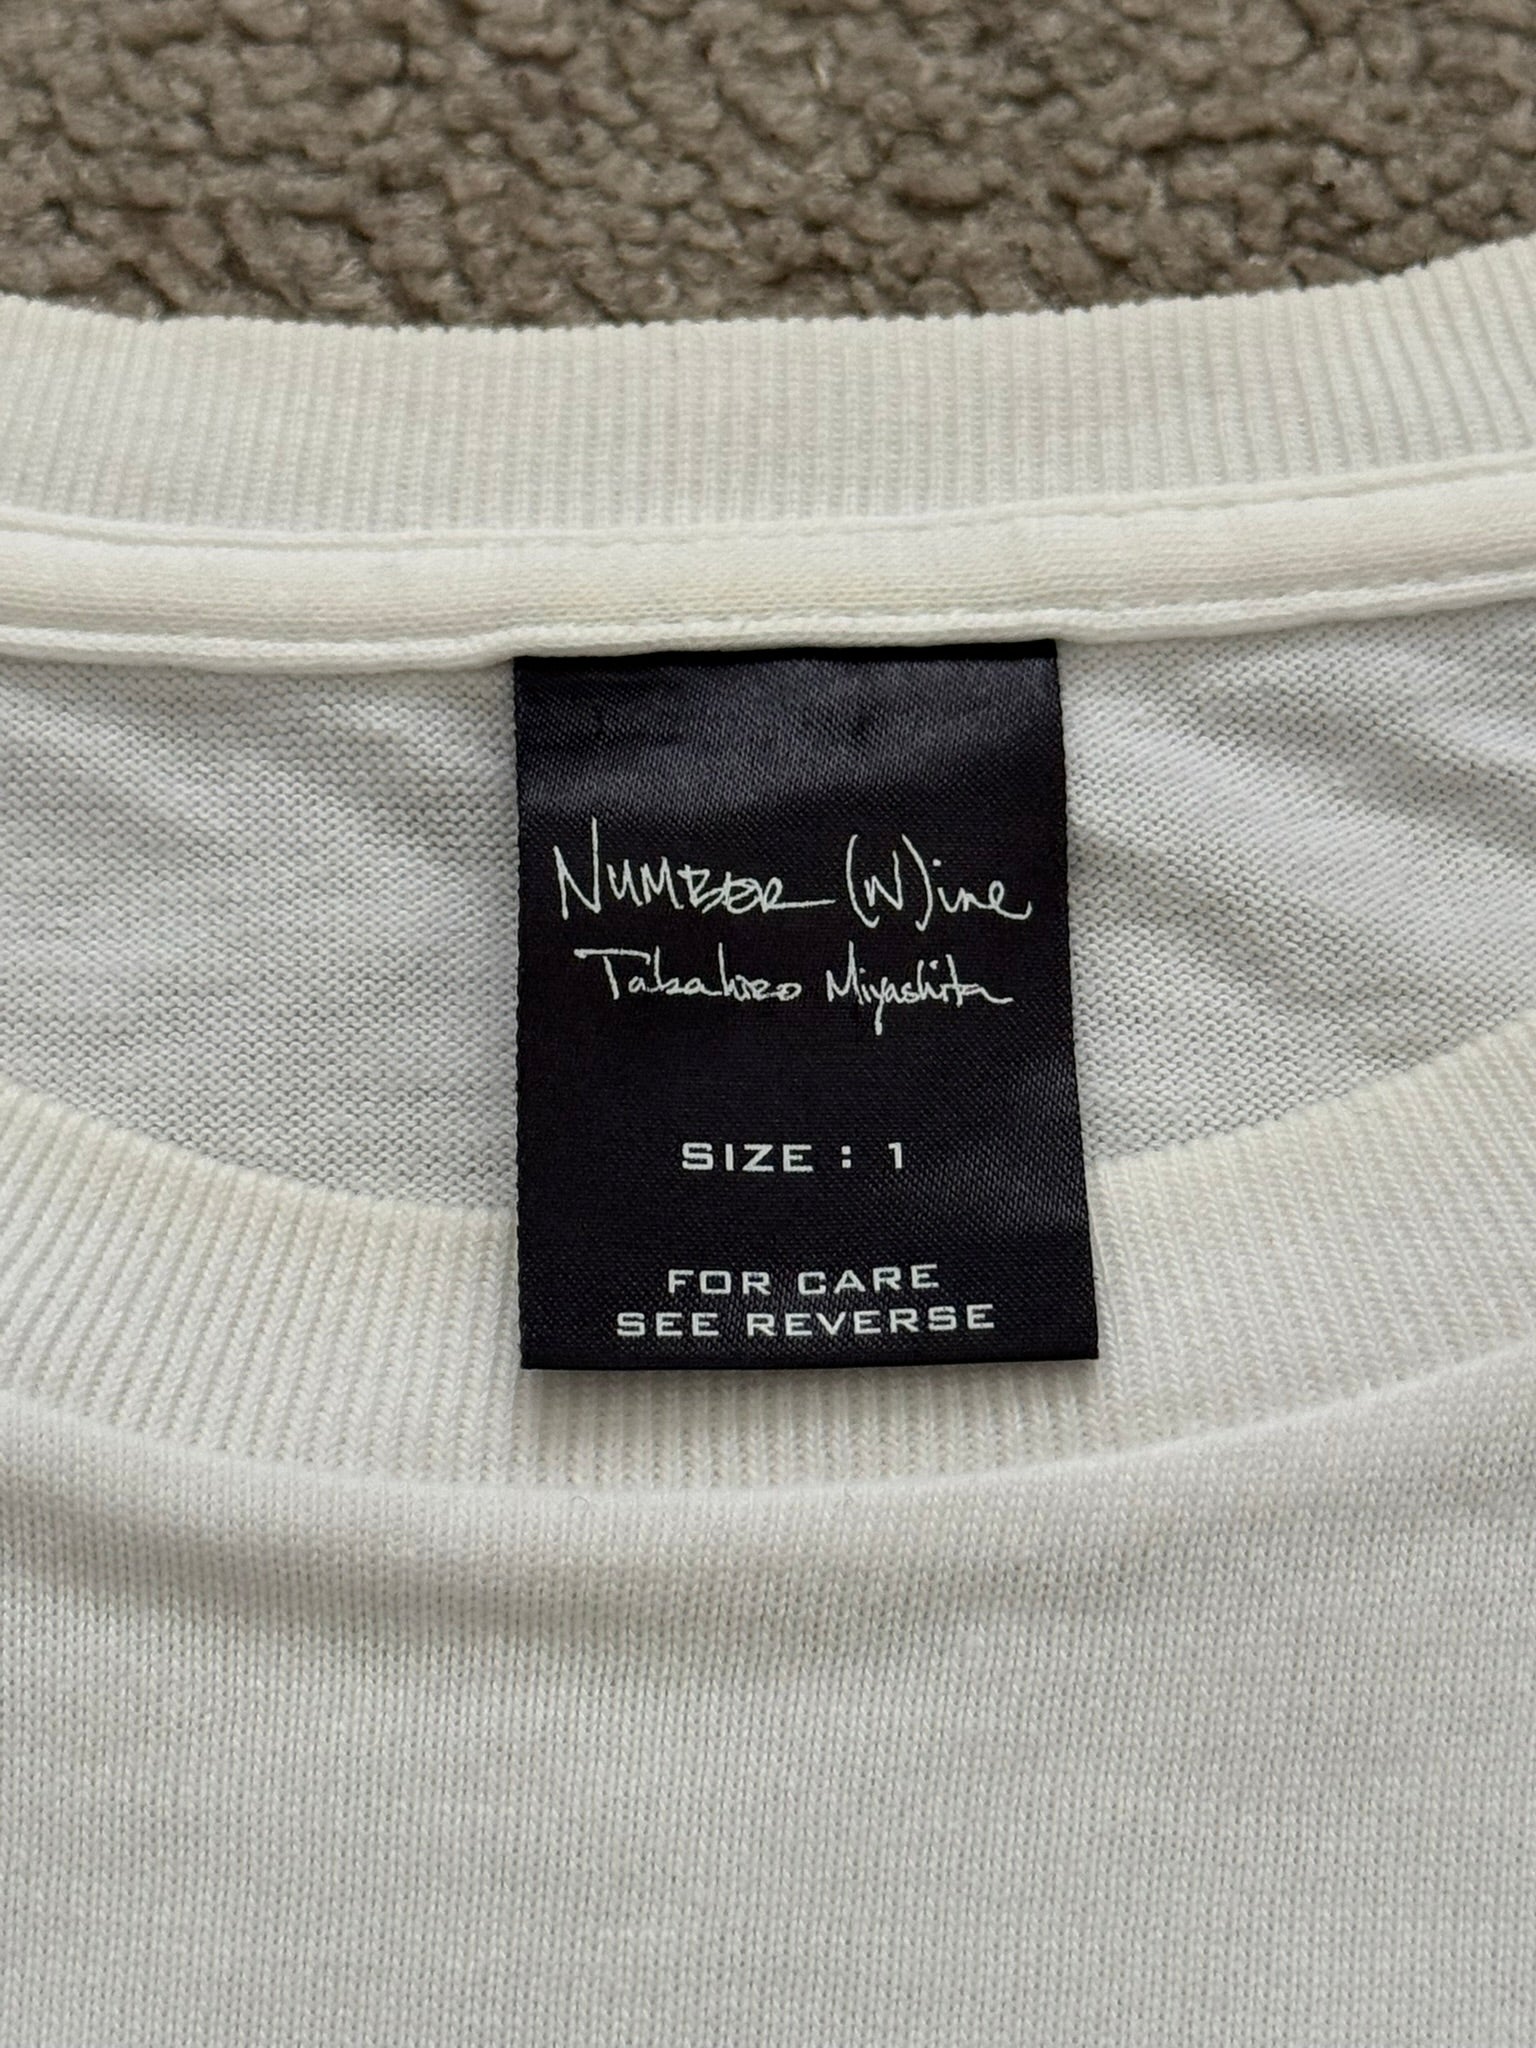 NUMBER (N)ine
Takahiro Miyashita
SIZE : 1
FOR CARE
SEE REVERSE